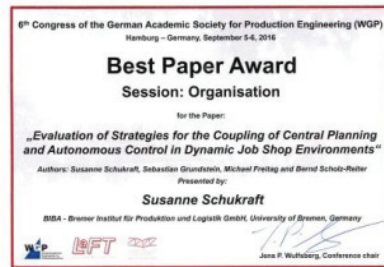 6th Congress of the German Academic Society for Production Engineering (WGP)
Hamburg – Germany, September 5-6, 2016
Best Paper Award
Session: Organisation
for the Paper:
„Evaluation of Strategies for the Coupling of Central Planning
and Autonomous Control in Dynamic Job Shop Environments“
Authors: Susanne Schukraft, Sebastian Grundstein, Michael Freitag and Bernd Scholz-Reiter
Presented by:
Susanne Schukraft
BIBA - Bremer Institut für Produktion und Logistik GmbH, University of Bremen, Germany
WGP LaFT
Jens P. Wulfsberg, Conference chair